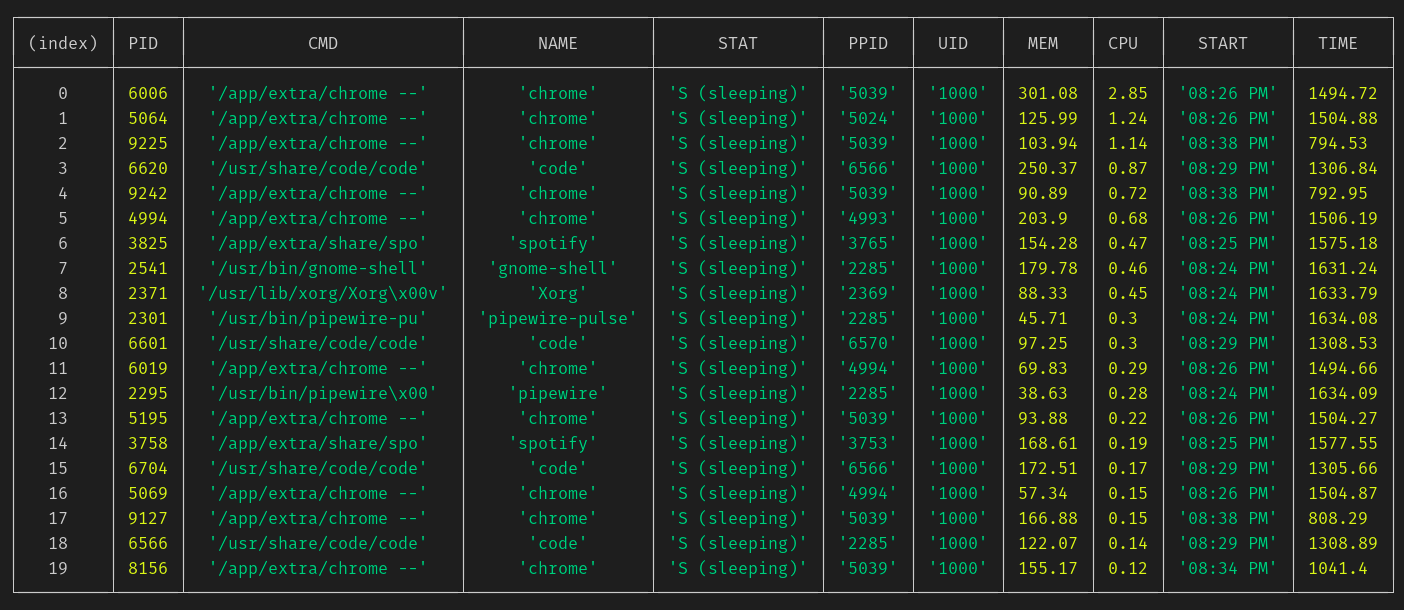 (index) PID CMD NAME STAT PPID UID MEM CPU START TIME
0 6006 '/app/extra/chrome --' 'chrome' 'S (sleeping)' '5039' '1000' 301.08 2.85 '08:26 PM' 1494.72
1 5064 '/app/extra/chrome --' 'chrome' 'S (sleeping)' '5024' '1000' 125.99 1.24 '08:26 PM' 1504.88
2 9225 '/app/extra/chrome --' 'chrome' 'S (sleeping)' '5039' '1000' 103.94 1.14 '08:38 PM' 794.53
3 6620 '/usr/share/code/code' 'code' 'S (sleeping)' '6566' '1000' 250.37 0.87 '08:29 PM' 1306.84
4 9242 '/app/extra/chrome --' 'chrome' 'S (sleeping)' '5039' '1000' 90.89 0.72 '08:38 PM' 792.95
5 4994 '/app/extra/chrome --' 'chrome' 'S (sleeping)' '4993' '1000' 203.9 0.68 '08:26 PM' 1506.19
6 3825 '/app/extra/share/spo' 'spotify' 'S (sleeping)' '3765' '1000' 154.28 0.47 '08:25 PM' 1575.18
7 2541 '/usr/bin/gnome-shell' 'gnome-shell' 'S (sleeping)' '2285' '1000' 179.78 0.46 '08:24 PM' 1631.24
8 2371 '/usr/lib/xorg/Xorg\x00v' 'Xorg' 'S (sleeping)' '2369' '1000' 88.33 0.45 '08:24 PM' 1633.79
9 2301 '/usr/bin/pipewire-pu' 'pipewire-pulse' 'S (sleeping)' '2285' '1000' 45.71 0.3 '08:24 PM' 1634.08
10 6601 '/usr/share/code/code' 'code' 'S (sleeping)' '6570' '1000' 97.25 0.3 '08:29 PM' 1308.53
11 6019 '/app/extra/chrome --' 'chrome' 'S (sleeping)' '4994' '1000' 69.83 0.29 '08:26 PM' 1494.66
12 2295 '/usr/bin/pipewire\x00' 'pipewire' 'S (sleeping)' '2285' '1000' 38.63 0.28 '08:24 PM' 1634.09
13 5195 '/app/extra/chrome --' 'chrome' 'S (sleeping)' '5039' '1000' 93.88 0.22 '08:26 PM' 1504.27
14 3758 '/app/extra/share/spo' 'spotify' 'S (sleeping)' '3753' '1000' 168.61 0.19 '08:25 PM' 1577.55
15 6704 '/usr/share/code/code' 'code' 'S (sleeping)' '6566' '1000' 172.51 0.17 '08:29 PM' 1305.66
16 5069 '/app/extra/chrome --' 'chrome' 'S (sleeping)' '4994' '1000' 57.34 0.15 '08:26 PM' 1504.87
17 9127 '/app/extra/chrome --' 'chrome' 'S (sleeping)' '5039' '1000' 166.88 0.15 '08:38 PM' 808.29
18 6566 '/usr/share/code/code' 'code' 'S (sleeping)' '2285' '1000' 122.07 0.14 '08:29 PM' 1308.89
19 8156 '/app/extra/chrome --' 'chrome' 'S (sleeping)' '5039' '1000' 155.17 0.12 '08:34 PM' 1041.4